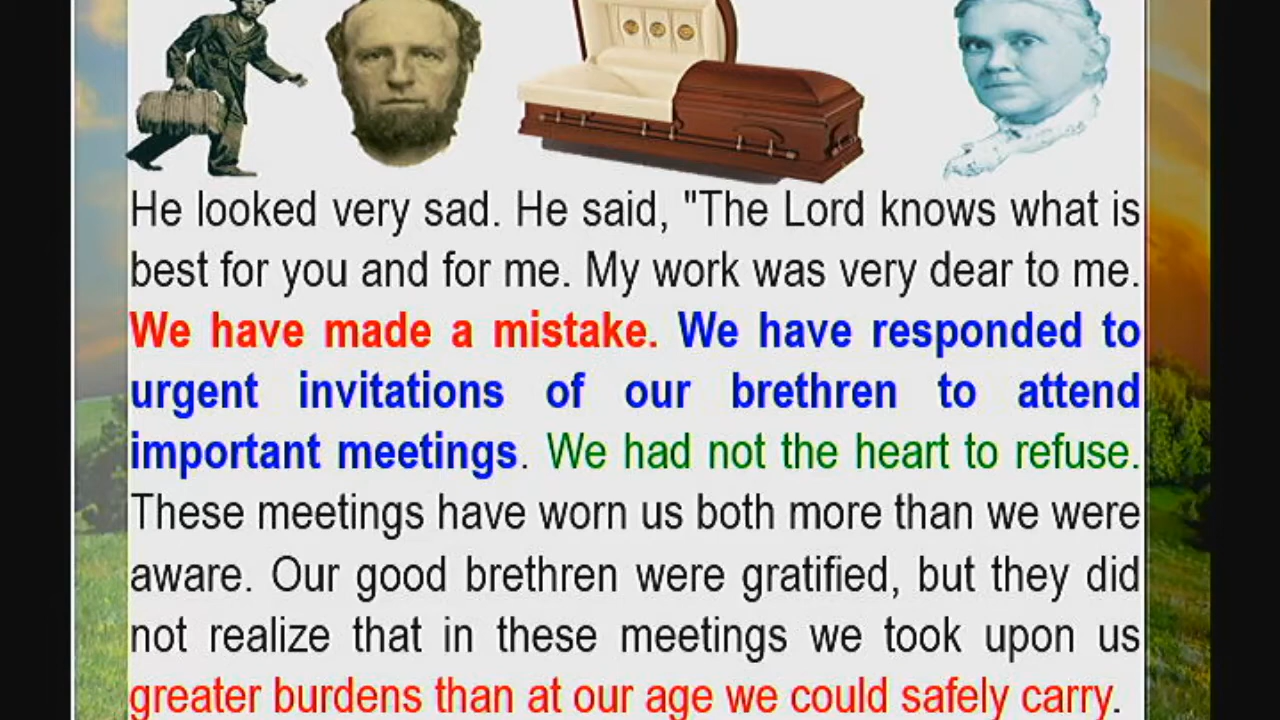 He looked very sad. He said, "The Lord knows what is
best for you and for me. My work was very dear to me.
We have made a mistake. We have responded to
urgent invitations of our brethren to attend
important meetings. We had not the heart to refuse.
These meetings have worn us both more than we were
aware. Our good brethren were gratified, but they did
not realize that in these meetings we took upon us
greater burdens than at our age we could safely carry.